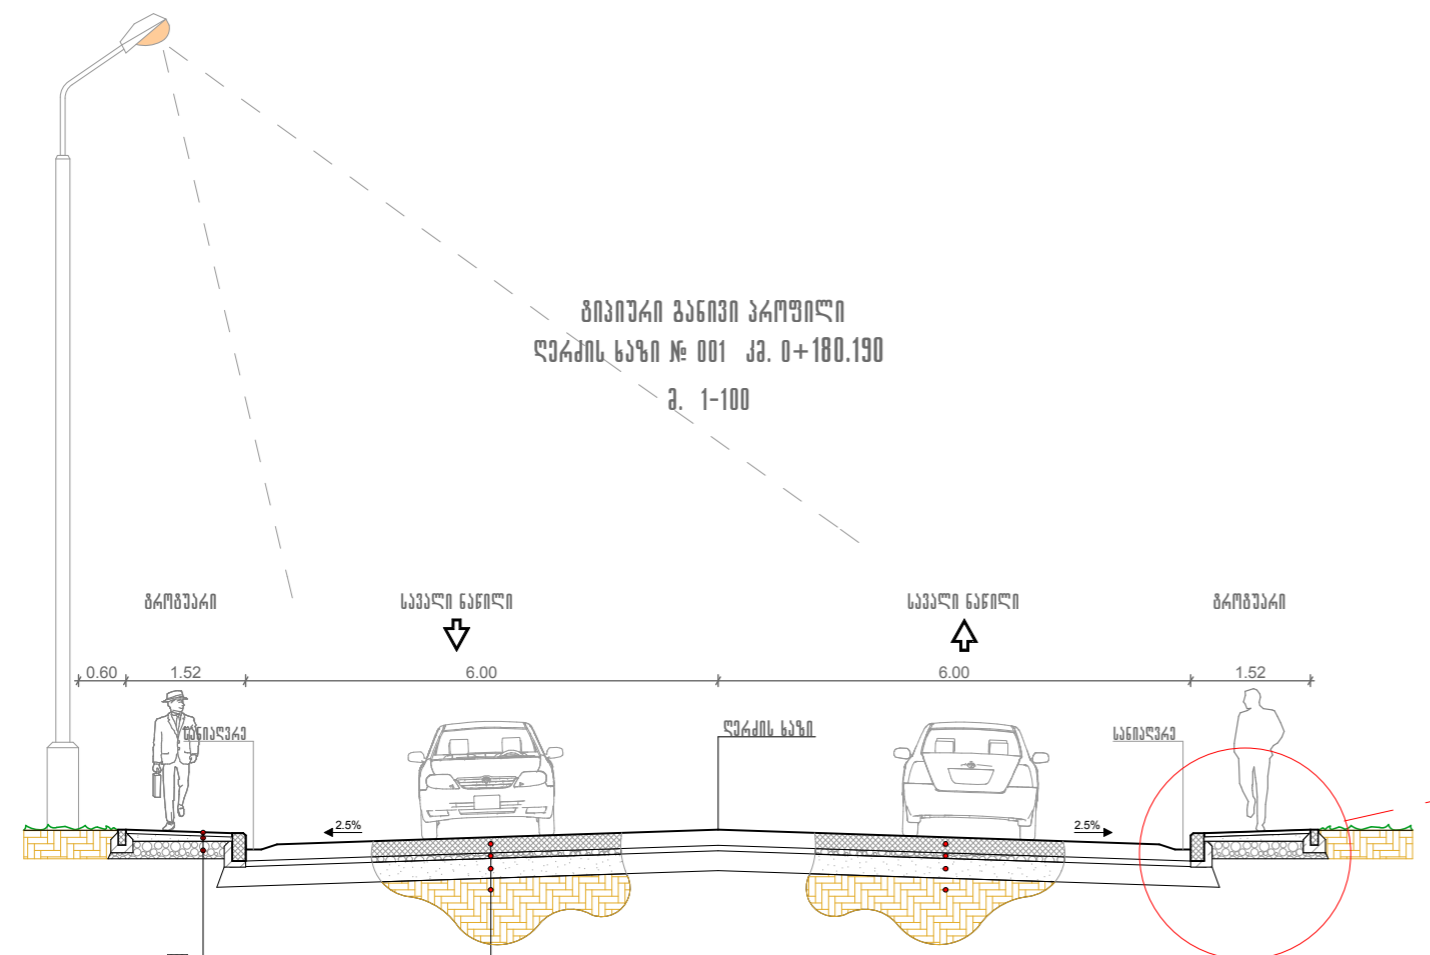 ტიპიური განივი პროფილი
ღერძის ხაზი № 001 კმ. 0+180.190
მ. 1-100
ტროტუარი
სავალი ნაწილი
სავალი ნაწილი
ტროტუარი
0.60
1.52
6.00
6.00
1.52
სანიაღვრე
ღერძის ხაზი
სანიაღვრე
2.5%
2.5%